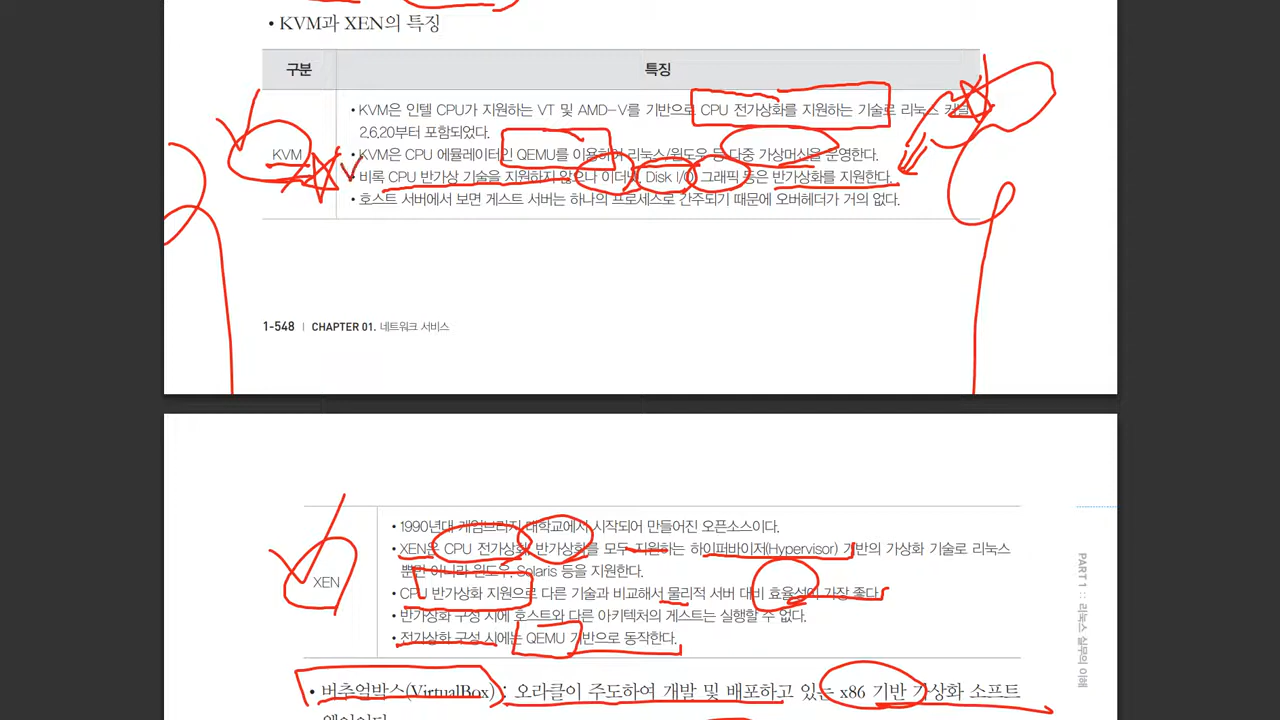 • KVM과 XEN의 특징
구분 특징
• KVM은 인텔 CPU가 지원하는 VT 및 AMD-V를 기반으로 CPU 전가상화를 지원하는 기술로 리눅스 커널
2.6.20부터 포함되었다.
KVM
• KVM은 CPU 에뮬레이터인 QEMU를 이용하여 리눅스/윈도우 등 다중 가상머신을 운영한다.
• 비록 CPU 반가상 기술을 지원하지 않으나 이더넷, Disk I/O, 그래픽 등은 반가상화를 지원한다.
• 호스트 서버에서 보면 게스트 서버는 하나의 프로세스로 간주되기 때문에 오버헤더가 거의 없다.
1-548 | CHAPTER 01. 네트워크 서비스
• 1990년대 케임브리지 대학교에서 시작되어 만들어진 오픈소스이다.
• XEN은 CPU 전가상화, 반가상화를 모두 지원하는 하이퍼바이저(Hypervisor) 기반의 가상화 기술로 리눅스
뿐만 아니라 윈도우, Solaris 등을 지원한다.
XEN
• CPU 반가상화 지원으로 다른 기술과 비교해서 물리적 서버 대비 효율성이 가장 좋다.
• 반가상화 구성 시에 호스트와 다른 아키텍처의 게스트는 실행할 수 없다.
• 전가상화 구성 시에는 QEMU 기반으로 동작한다.
PART 1 :: 리눅스 실무의 이해
• 버추얼박스(VirtualBox) : 오라클이 주도하여 개발 및 배포하고 있는 x86 기반 가상화 소프트